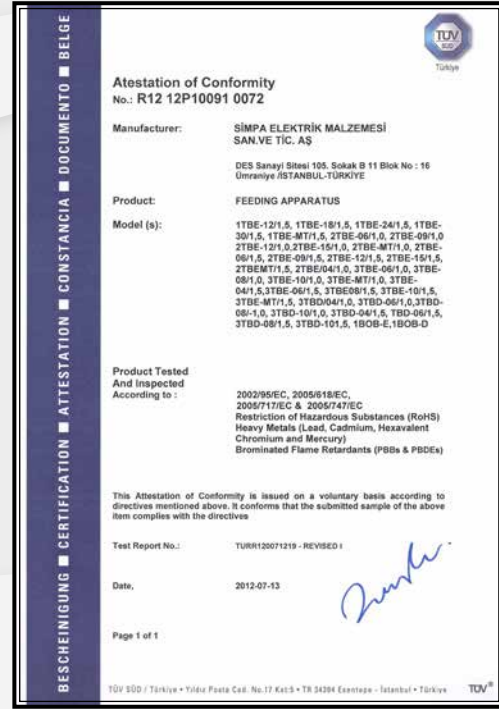 BESCHEINIGUNG ■ CERTIFICATION ■ ATTESTATION ■ CONSTANCIA ■ DOCUMENTO ■ BELGE
TÜV
SÜD
Türkiye
Atestation of Conformity
No.: R12 12P10091 0072
Manufacturer: SİMPA ELEKTRİK MALZEMESİ
SAN.VE TİC. AŞ
DES Sanayi Sitesi 105. Sokak B 11 Blok No : 16
Ümraniye /İSTANBUL-TÜRKİYE
Product: FEEDING APPARATUS
Model (s): 1TBE-12/1,5, 1TBE-18/1,5, 1TBE-24/1,5, 1TBE-
30/1,5, 1TBE-MT/1,5, 2TBE-06/1,0, 2TBE-09/1,0
2TBE-12/1,0,2TBE-15/1,0, 2TBE-MT/1,0, 2TBE-
06/1,5, 2TBE-09/1,5, 2TBE-12/1,5, 2TBE-15/1,5,
2TBEMT/1,5, 2TBE/04/1,0, 3TBE-06/1,0, 3TBE-
08/1,0, 3TBE-10/1,0, 3TBE-MT/1,0, 3TBE-
04/1,5,3TBE-06/1,5, 3TBE08/1,5, 3TBE-10/1,5,
3TBE-MT/1,5, 3TBD/04/1,0, 3TBD-06/1,0,3TBD-
08/-1,0, 3TBD-10/1,0, 3TBD-04/1,5, TBD-06/1,5,
3TBD-08/1,5, 3TBD-101,5, 1BOB-E,1BOB-D
Product Tested
And Inspected
According to : 2002/95/EC, 2005/618/EC,
2005/717/EC & 2005/747/EC
Restriction of Hazardous Substances (RoHS)
Heavy Metals (Lead, Cadmium, Hexavalent
Chromium and Mercury)
Brominated Flame Retardants (PBBs & PBDEs)
This Attestation of Conformity is issued on a voluntary basis according to
directives mentioned above. It conforms that the submitted sample of the above
item complies with the directives
Test Report No.: TURR120071219 - REVISED I
Date, 2012-07-13
Page 1 of 1
TÜV SÜD / Türkiye • Yıldız Posta Cad. No.17 Kat:5 • TR 34394 Esentepe - İstanbul • Türkiye TÜV®